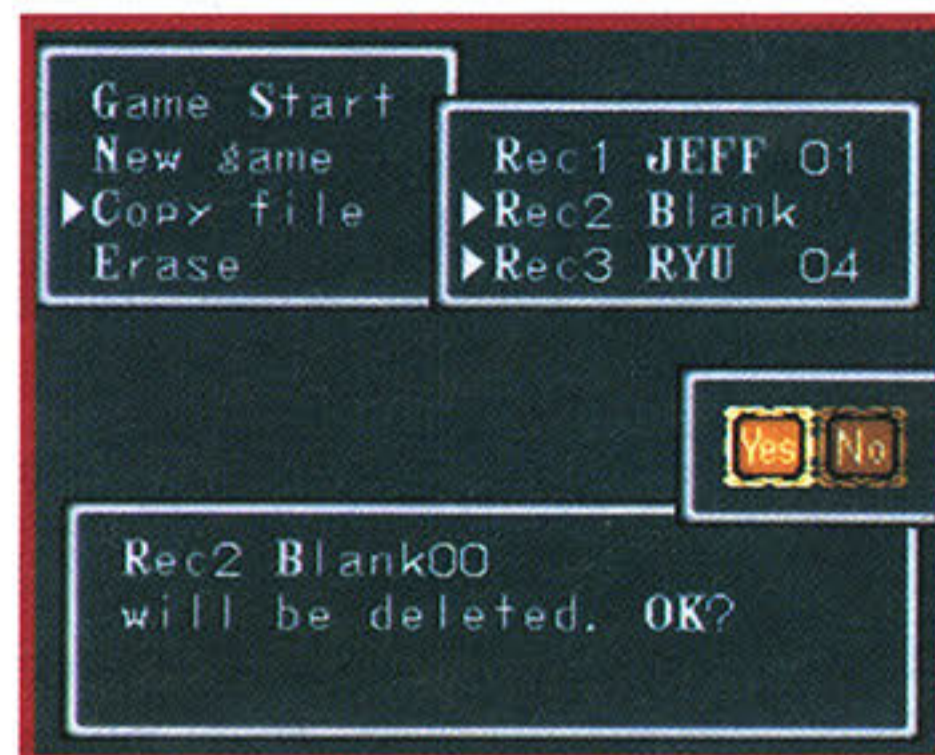 Game Start
New game
▶Copy file
Erase
Rec1 JEFF 01
▶Rec2 Blank
▶Rec3 RYU 04
Yes No
Rec2 Blank00
will be deleted. OK?